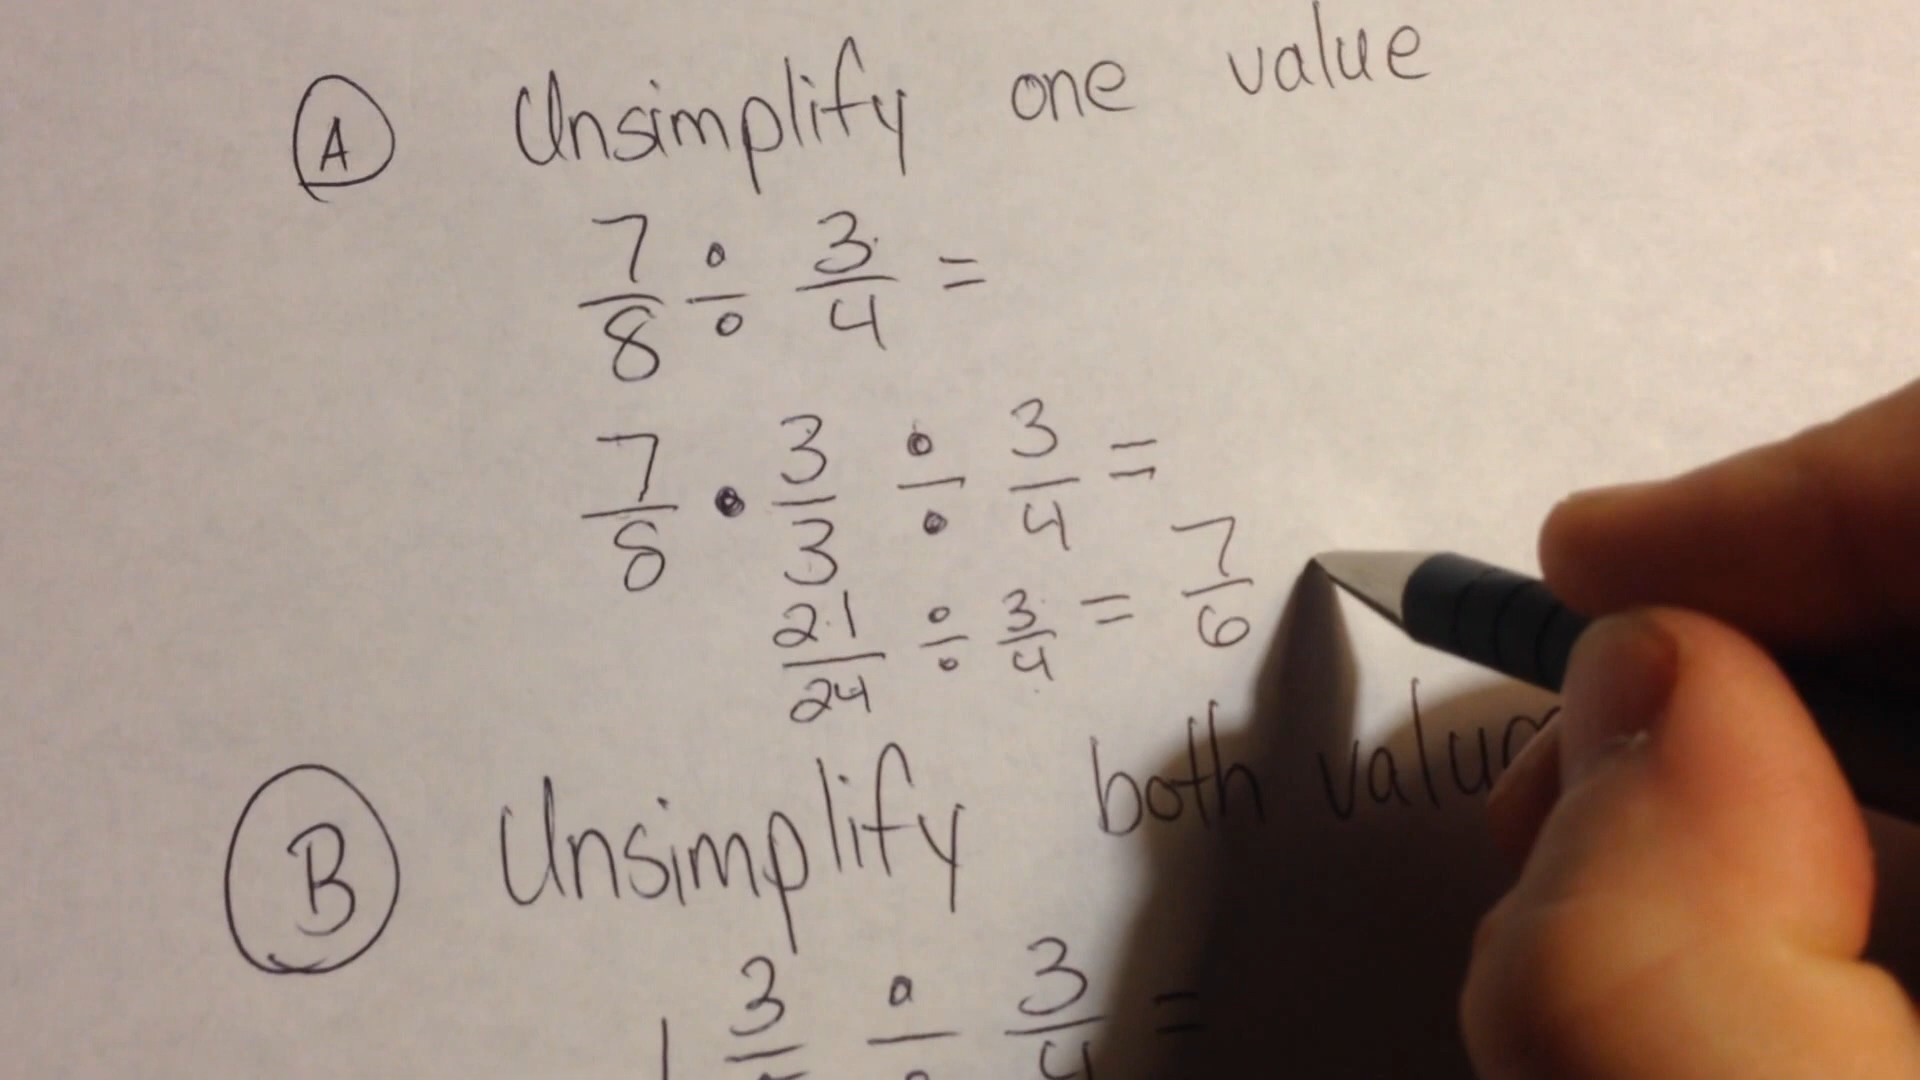 A Unsimplify one value
7/8 ÷ 3/4 =
7/8 • 3/3 ÷ 3/4 =
21/24 ÷ 3/4 = 7/6
B Unsimplify both
1 3/ ÷ 3/4 =